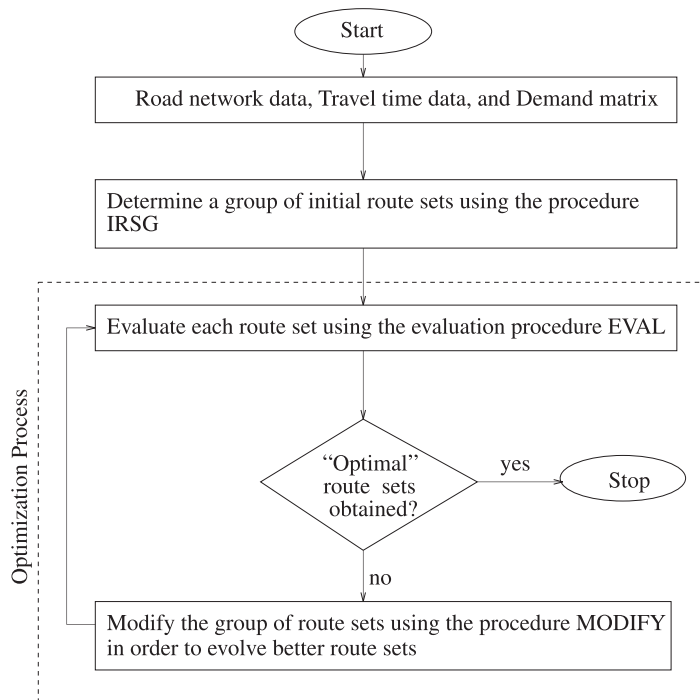 Start
Road network data, Travel time data, and Demand matrix
Determine a group of initial route sets using the procedure
IRSG
Evaluate each route set using the evaluation procedure EVAL
Optimization Process
“Optimal”
route sets
obtained?
yes
Stop
no
Modify the group of route sets using the procedure MODIFY
in order to evolve better route sets